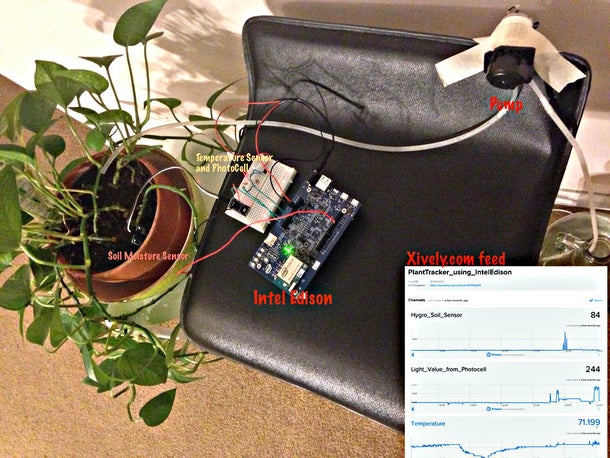 Pump
Temperature Sensor
and PhotoCell
Soil Moisture Sensor
Intel Edison
Xively.com feed
PlantTracker_using_IntelEdison
Channels
Hygro_Soil_Sensor 84
Light_Value_from_Photocell 244
Temperature 71.199